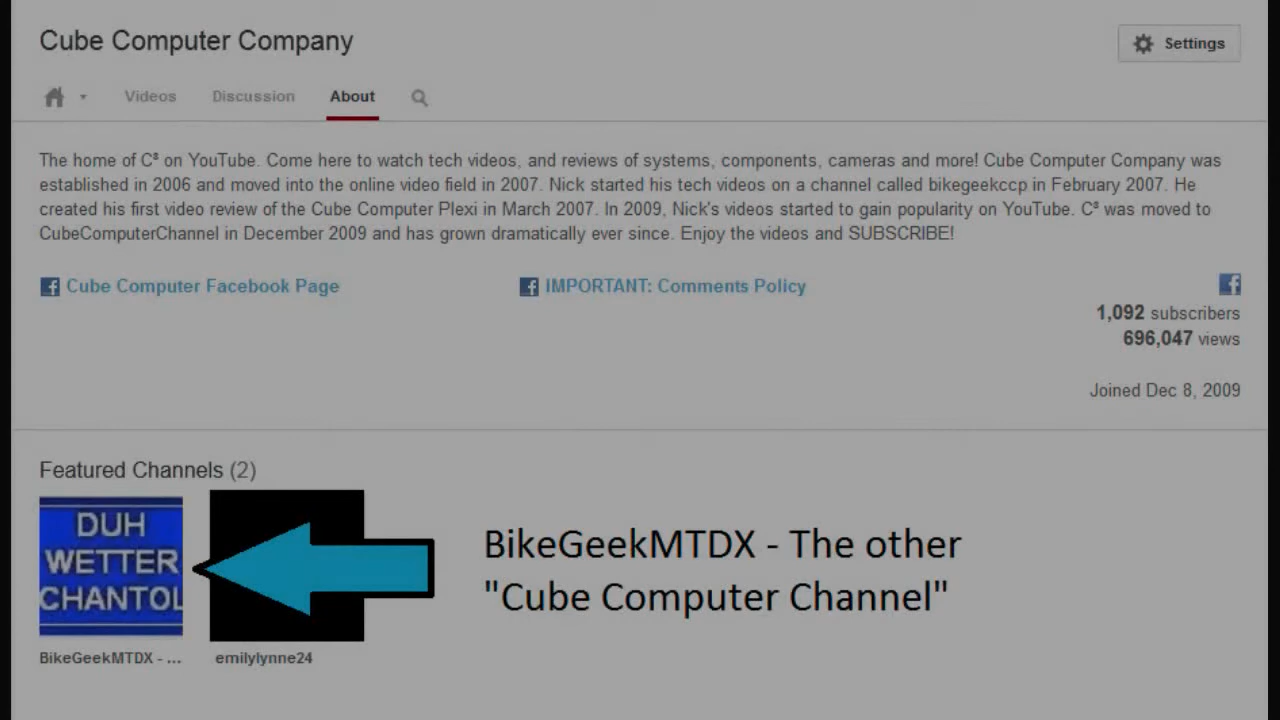 Cube Computer Company
Settings
Videos
Discussion
About
The home of C³ on YouTube. Come here to watch tech videos, and reviews of systems, components, cameras and more! Cube Computer Company was
established in 2006 and moved into the online video field in 2007. Nick started his tech videos on a channel called bikegeekccp in February 2007. He
created his first video review of the Cube Computer Plexi in March 2007. In 2009, Nick's videos started to gain popularity on YouTube. C³ was moved to
CubeComputerChannel in December 2009 and has grown dramatically ever since. Enjoy the videos and SUBSCRIBE!
Cube Computer Facebook Page
IMPORTANT: Comments Policy
1,092 subscribers
696,047 views
Joined Dec 8, 2009
Featured Channels (2)
DUH
WETTER
CHANTOL
BikeGeekMTDX - ...
emilylynne24
BikeGeekMTDX - The other
"Cube Computer Channel"